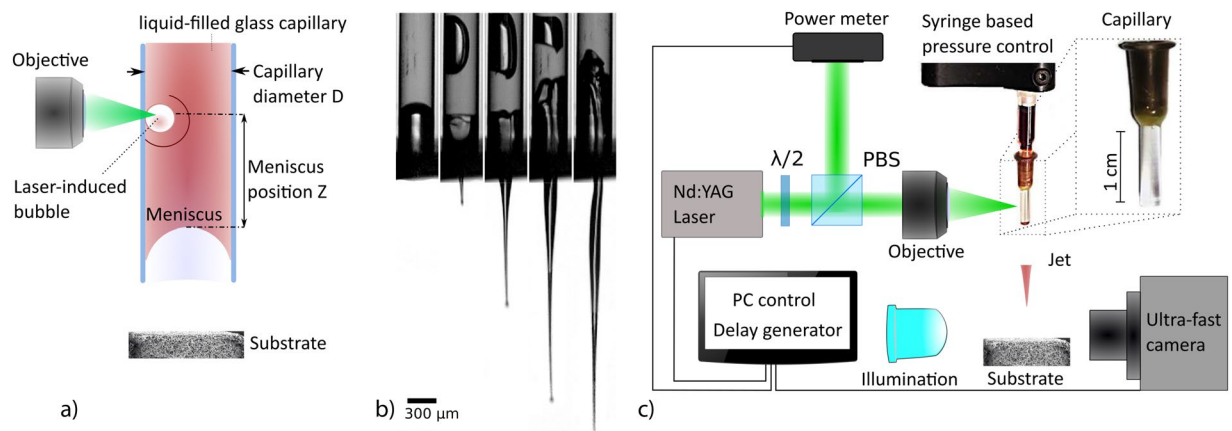 liquid-filled glass capillary
Objective
Capillary
diameter D
Meniscus
position Z
Laser-induced
bubble
Meniscus
Substrate
a)
b)
300 µm
Power meter
Syringe based
pressure control
Capillary
1 cm
λ/2
PBS
Nd:YAG
Laser
Objective
Jet
PC control
Delay generator
Illumination
Substrate
Ultra-fast
camera
c)